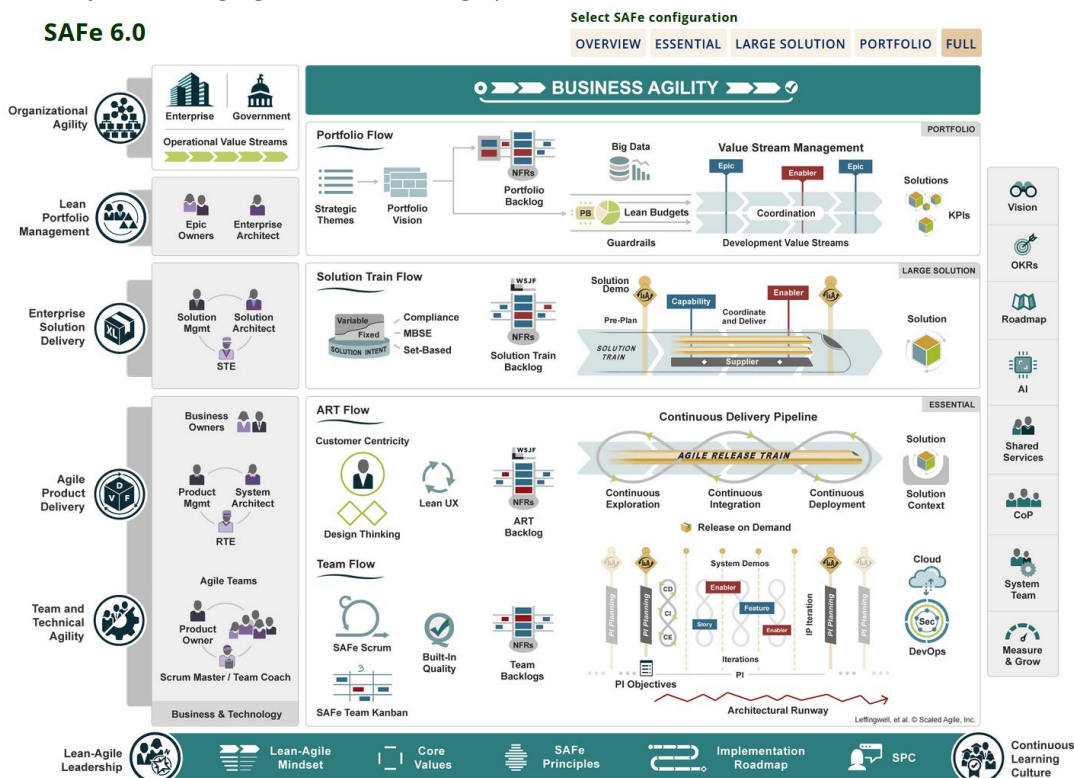 SAFe 6.0
Select SAFe configuration
OVERVIEW
ESSENTIAL
LARGE SOLUTION
PORTFOLIO
FULL
Organizational
Agility
Enterprise
Government
Operational Value Streams
BUSINESS AGILITY
PORTFOLIO
Portfolio Flow
Strategic
Themes
Portfolio
Vision
NFRs
Portfolio
Backlog
Big Data
PB
Lean Budgets
Guardrails
Value Stream Management
Epic
Enabler
Epic
Coordination
Development Value Streams
Solutions
KPIs
Lean
Portfolio
Management
Epic
Owners
Enterprise
Architect
Enterprise
Solution
Delivery
XL
Solution
Mgmt
Solution
Architect
STE
LARGE SOLUTION
Solution Train Flow
Variable
Fixed
SOLUTION INTENT
Compliance
MBSE
Set-Based
WSJF
NFRs
Solution Train
Backlog
Solution
Demo
Pre-Plan
Capability
Coordinate
and Deliver
Enabler
I&A
I&A
SOLUTION
TRAIN
Supplier
Solution
Agile
Product
Delivery
D
V
F
Business
Owners
Product
Mgmt
System
Architect
RTE
ESSENTIAL
ART Flow
Customer Centricity
Design Thinking
Lean UX
WSJF
NFRs
ART
Backlog
Continuous Delivery Pipeline
AGILE RELEASE TRAIN
Continuous
Exploration
Continuous
Integration
Continuous
Deployment
Release on Demand
Solution
Solution
Context
Team and
Technical
Agility
Agile Teams
Product
Owner
Scrum Master / Team Coach
Business & Technology
Team Flow
SAFe Scrum
3
SAFe Team Kanban
Built-In
Quality
NFRs
Team
Backlogs
I&A
I&A
I&A
I&A
PI Planning
PI Planning
CD
CI
CE
System Demos
Enabler
Story
Feature
Enabler
IP Iteration
PI Planning
PI Planning
Iterations
PI
PI Objectives
Architectural Runway
Cloud
Sec
DevOps
Leffingwell, et al. © Scaled Agile, Inc.
Vision
OKRs
Roadmap
AI
Shared
Services
CoP
System
Team
Measure
& Grow
Lean-Agile
Leadership
Lean-Agile
Mindset
Core
Values
SAFe
Principles
Implementation
Roadmap
SPC
Continuous
Learning
Culture